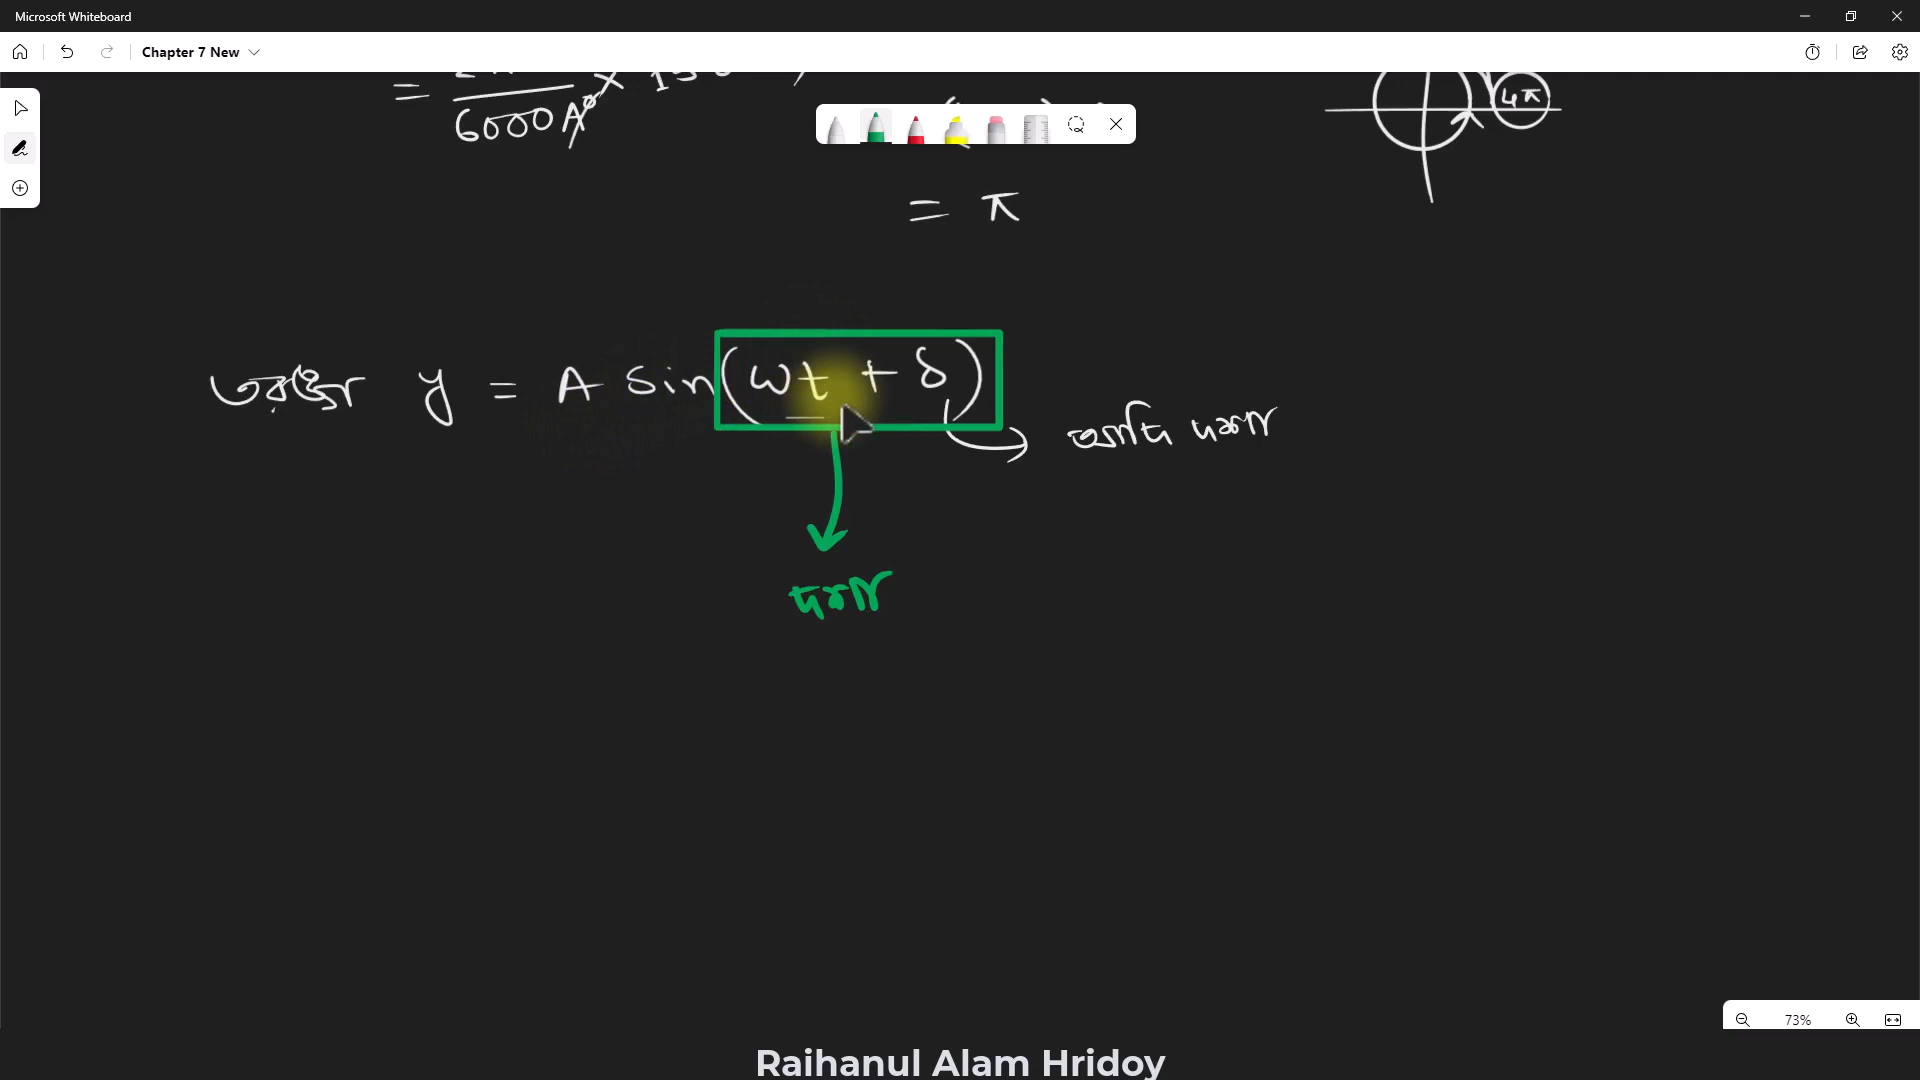 Microsoft Whiteboard
Chapter 7 New
=
6000A°
×
4π
= π
তরঙ্গের y = A Sin(ωt + δ)
আদি দশা
দশা
73%
Raihanul Alam Hridoy